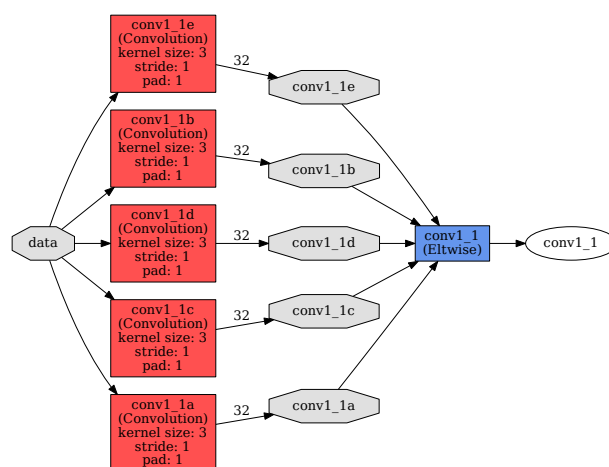 conv1_1e
(Convolution)
kernel size: 3
stride: 1
pad: 1
32
conv1_1e
conv1_1b
(Convolution)
kernel size: 3
stride: 1
pad: 1
32
conv1_1b
data
conv1_1d
(Convolution)
kernel size: 3
stride: 1
pad: 1
32
conv1_1d
conv1_1
(Eltwise)
conv1_1
conv1_1c
(Convolution)
kernel size: 3
stride: 1
pad: 1
32
conv1_1c
conv1_1a
(Convolution)
kernel size: 3
stride: 1
pad: 1
32
conv1_1a